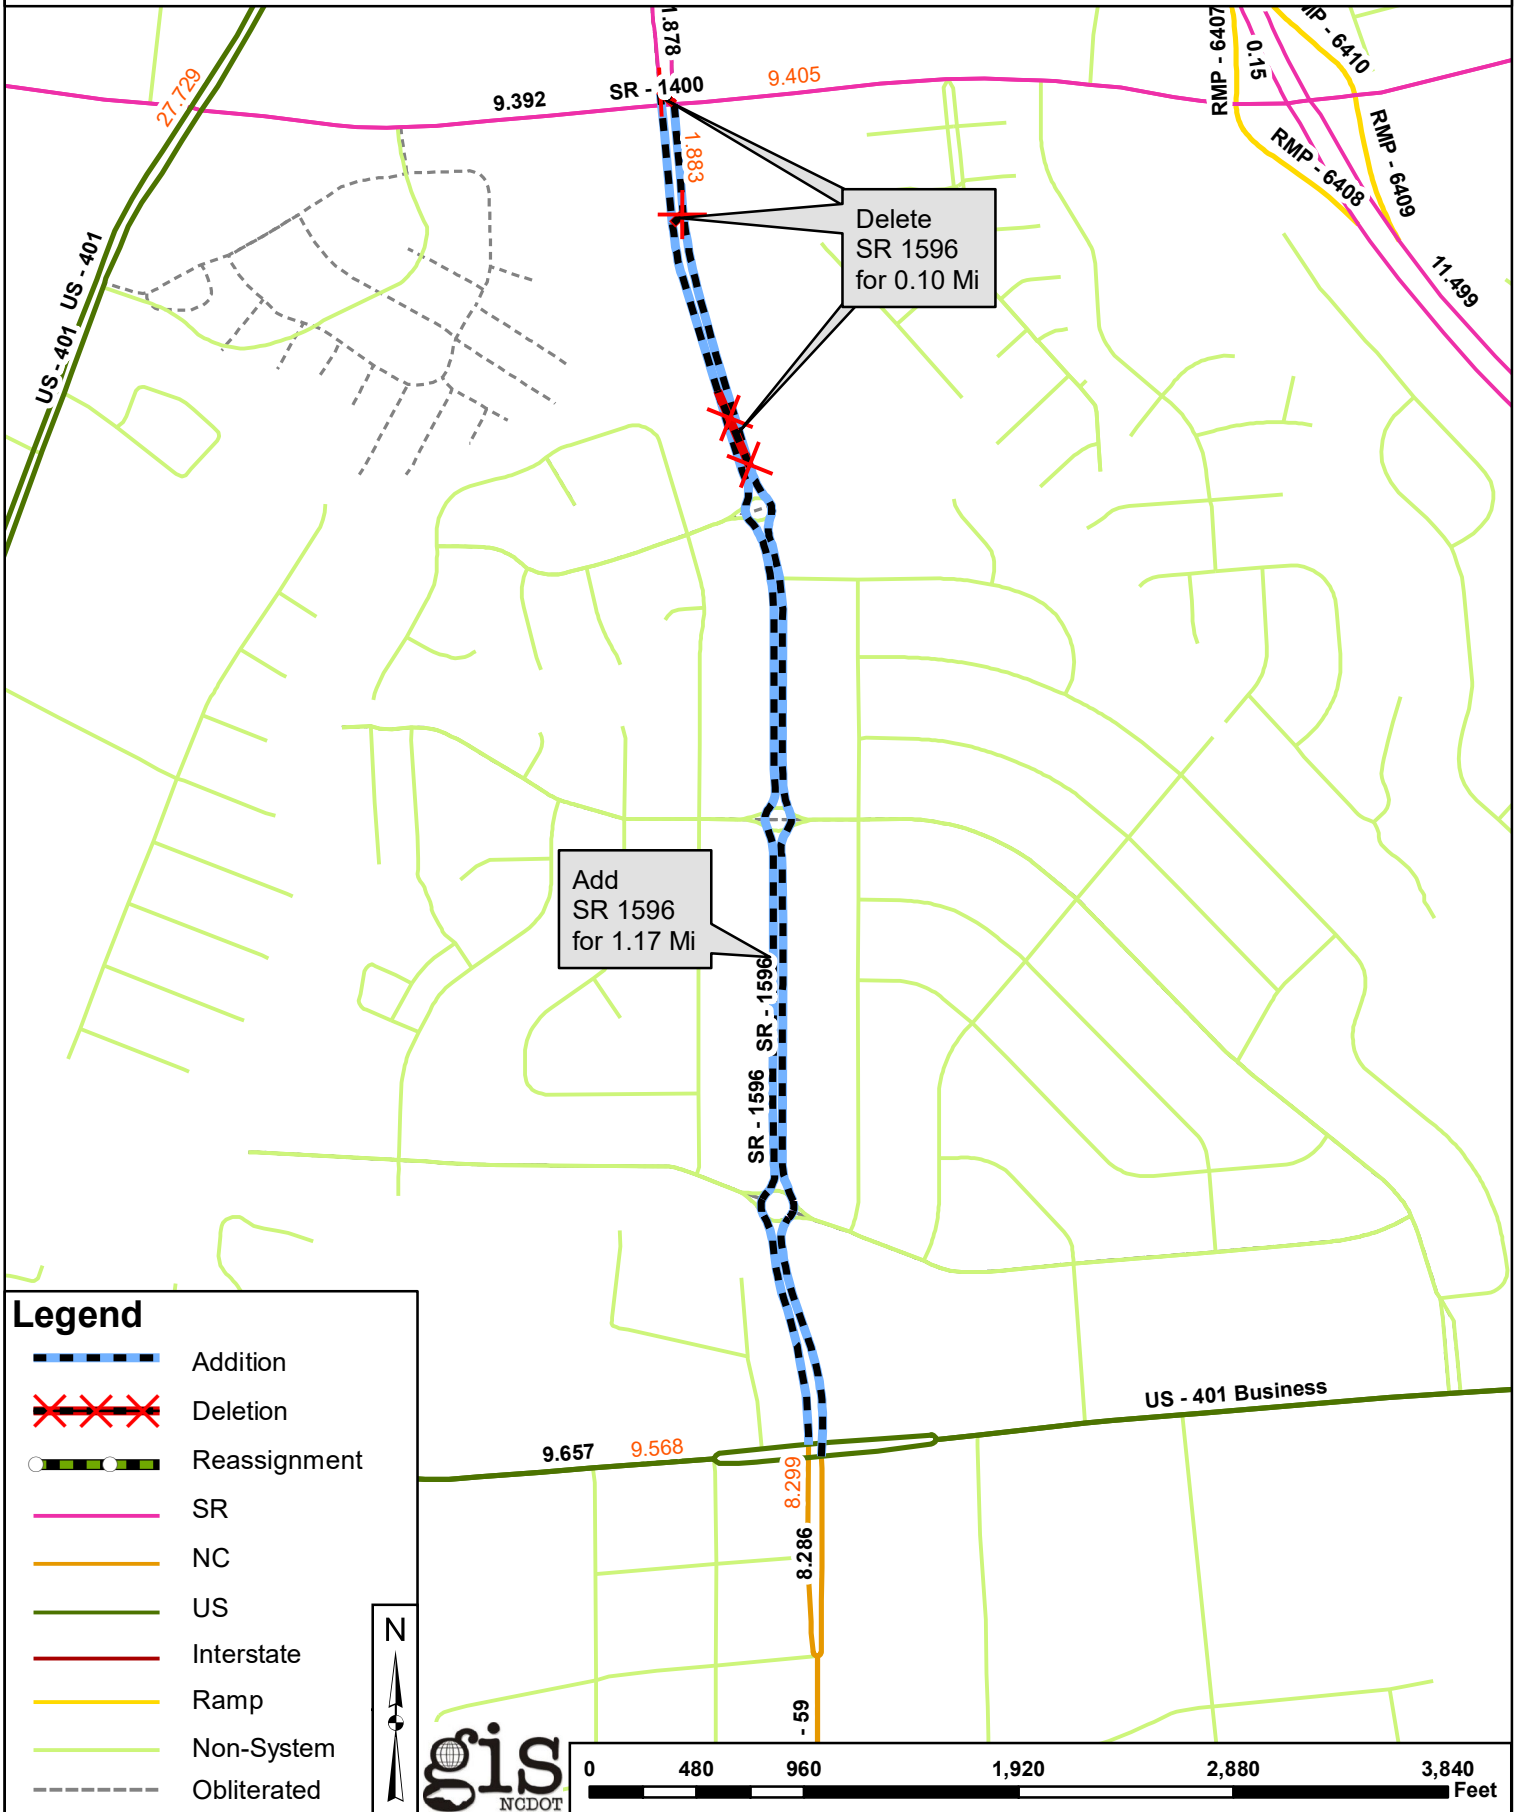 1.878
SR - 1400
9.405
9.392
27.729
RMP - 6407
0.15
MP - 6410
RMP - 6408
RMP - 6409
11.499
1.883
Delete
SR 1596
for 0.10 Mi
US - 401
US - 401
Add
SR 1596
for 1.17 Mi
SR - 1596
SR - 1596
US - 401 Business
9.657
9.568
8.299
8.286
- 59
Legend
Addition
Deletion
Reassignment
SR
NC
US
Interstate
Ramp
Non-System
Obliterated
N
gis
NCDOT
0 480 960 1,920 2,880 3,840
Feet